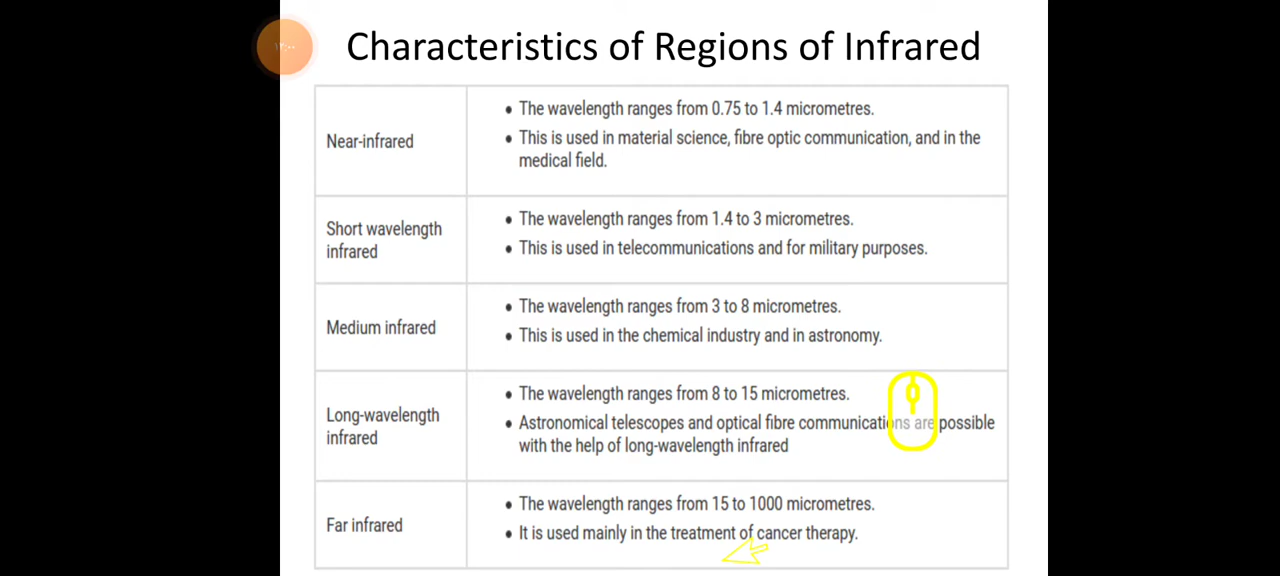 ١٢:٠٠
Characteristics of Regions of Infrared
Near-infrared
• The wavelength ranges from 0.75 to 1.4 micrometres.
• This is used in material science, fibre optic communication, and in the
medical field.
Short wavelength
infrared
• The wavelength ranges from 1.4 to 3 micrometres.
• This is used in telecommunications and for military purposes.
Medium infrared
• The wavelength ranges from 3 to 8 micrometres.
• This is used in the chemical industry and in astronomy.
Long-wavelength
infrared
• The wavelength ranges from 8 to 15 micrometres.
• Astronomical telescopes and optical fibre communications are possible
with the help of long-wavelength infrared
Far infrared
• The wavelength ranges from 15 to 1000 micrometres.
• It is used mainly in the treatment of cancer therapy.